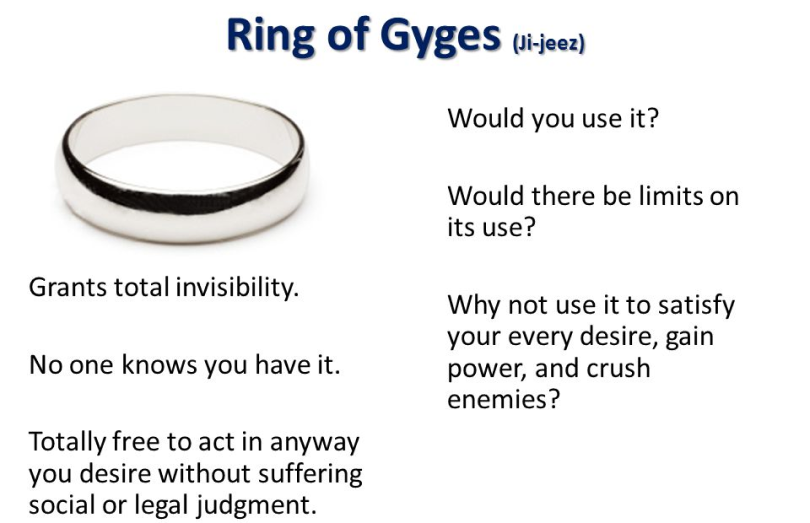 Ring of Gyges (Ji-jeez)
Grants total invisibility.
No one knows you have it.
Totally free to act in anyway
you desire without suffering
social or legal judgment.
Would you use it?
Would there be limits on
its use?
Why not use it to satisfy
your every desire, gain
power, and crush
enemies?